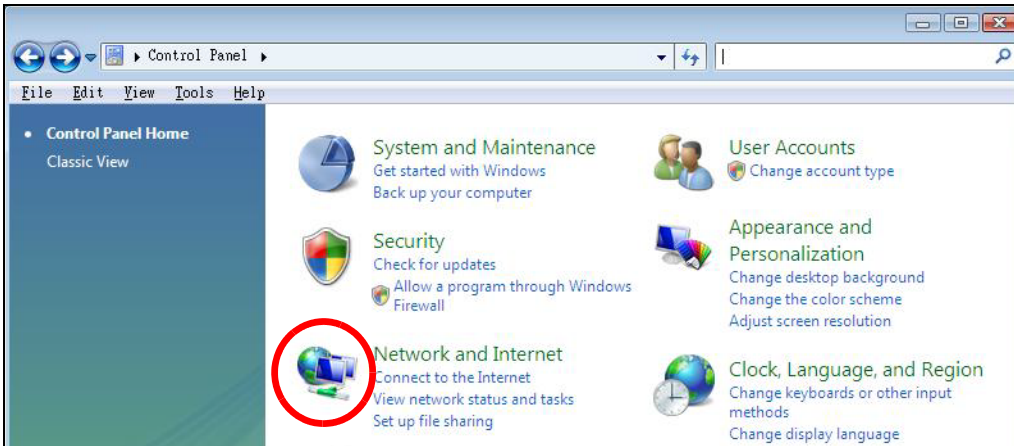 Control Panel
File Edit View Tools Help
Control Panel Home
Classic View
System and Maintenance
Get started with Windows
Back up your computer
Security
Check for updates
Allow a program through Windows
Firewall
Network and Internet
Connect to the Internet
View network status and tasks
Set up file sharing
User Accounts
Change account type
Appearance and
Personalization
Change desktop background
Change the color scheme
Adjust screen resolution
Clock, Language, and Region
Change keyboards or other input
methods
Change display language